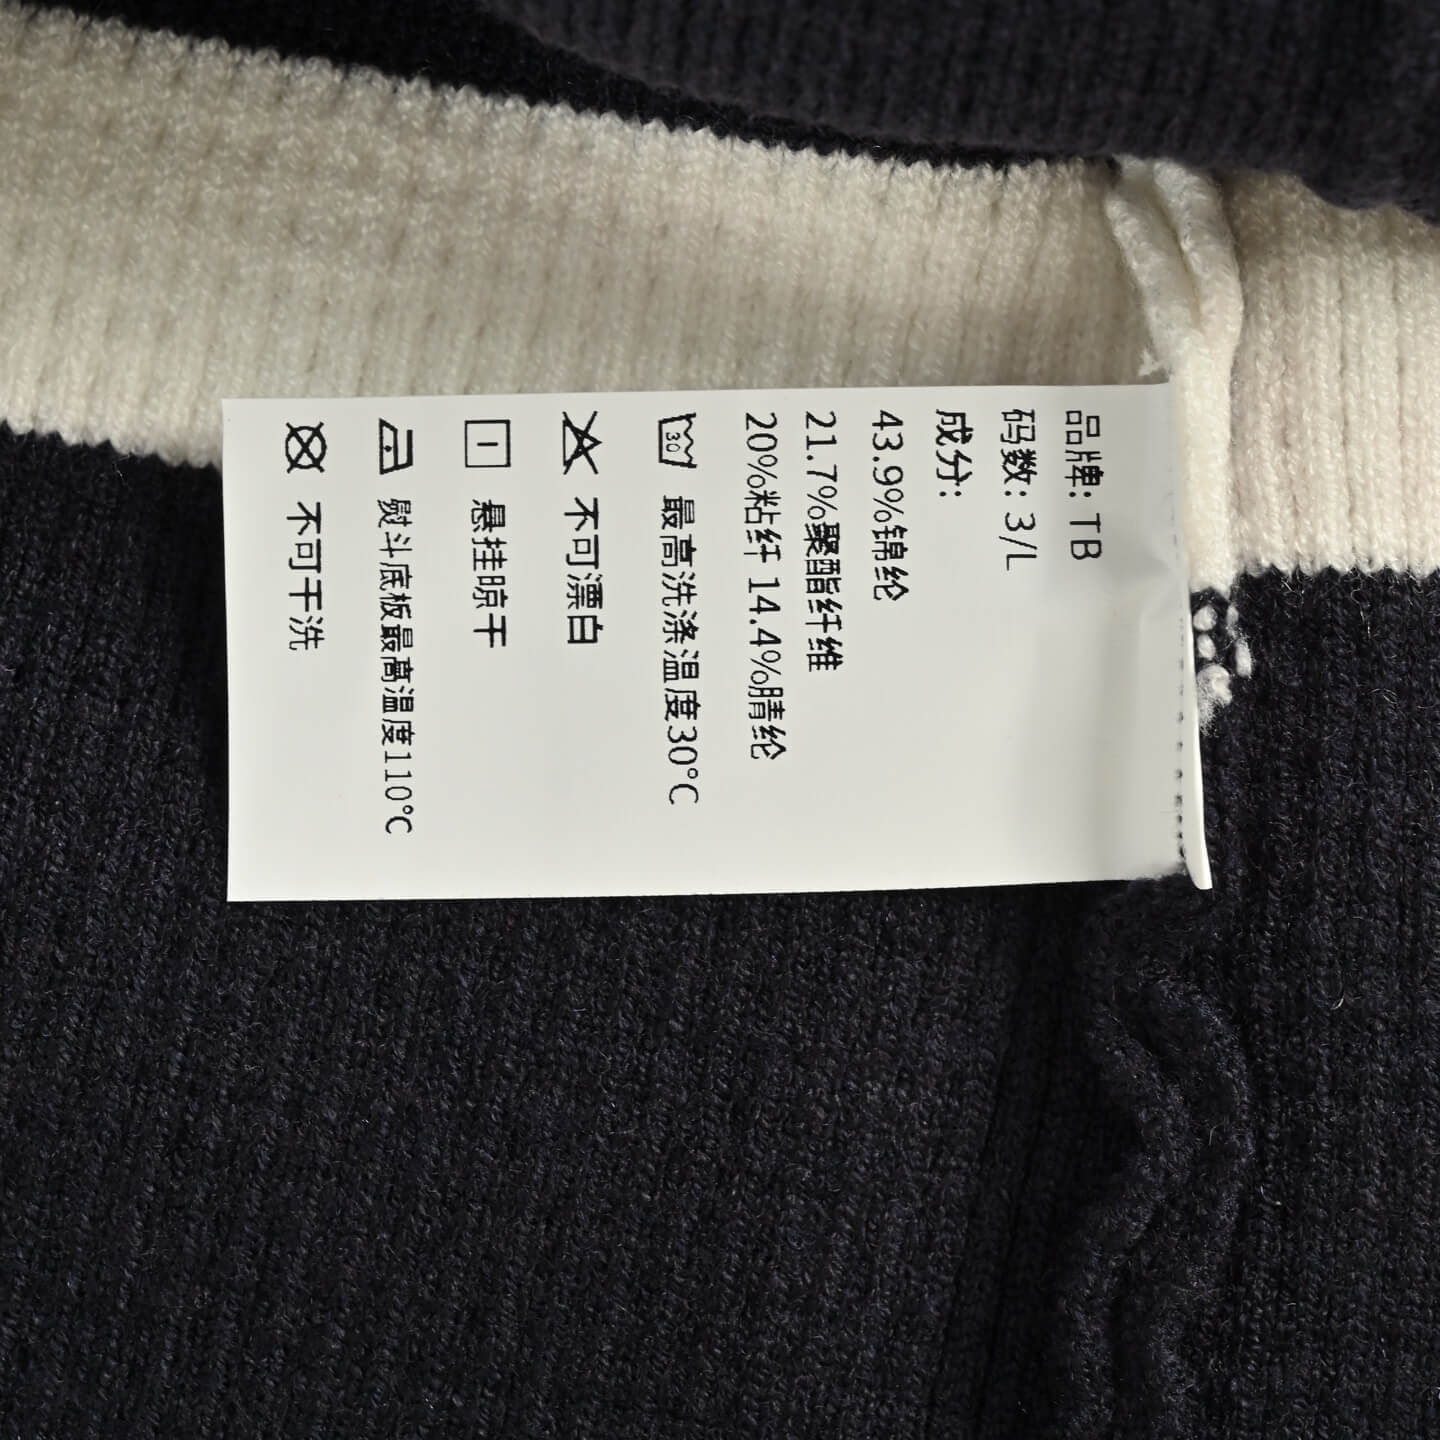 品牌: TB
码数: 3/L
成分:
43.9%锦纶
21.7%聚酯纤维
20%粘纤 14.4%腈纶
30 最高洗涤温度30°C
不可漂白
悬挂晾干
熨斗底板最高温度110°C
不可干洗